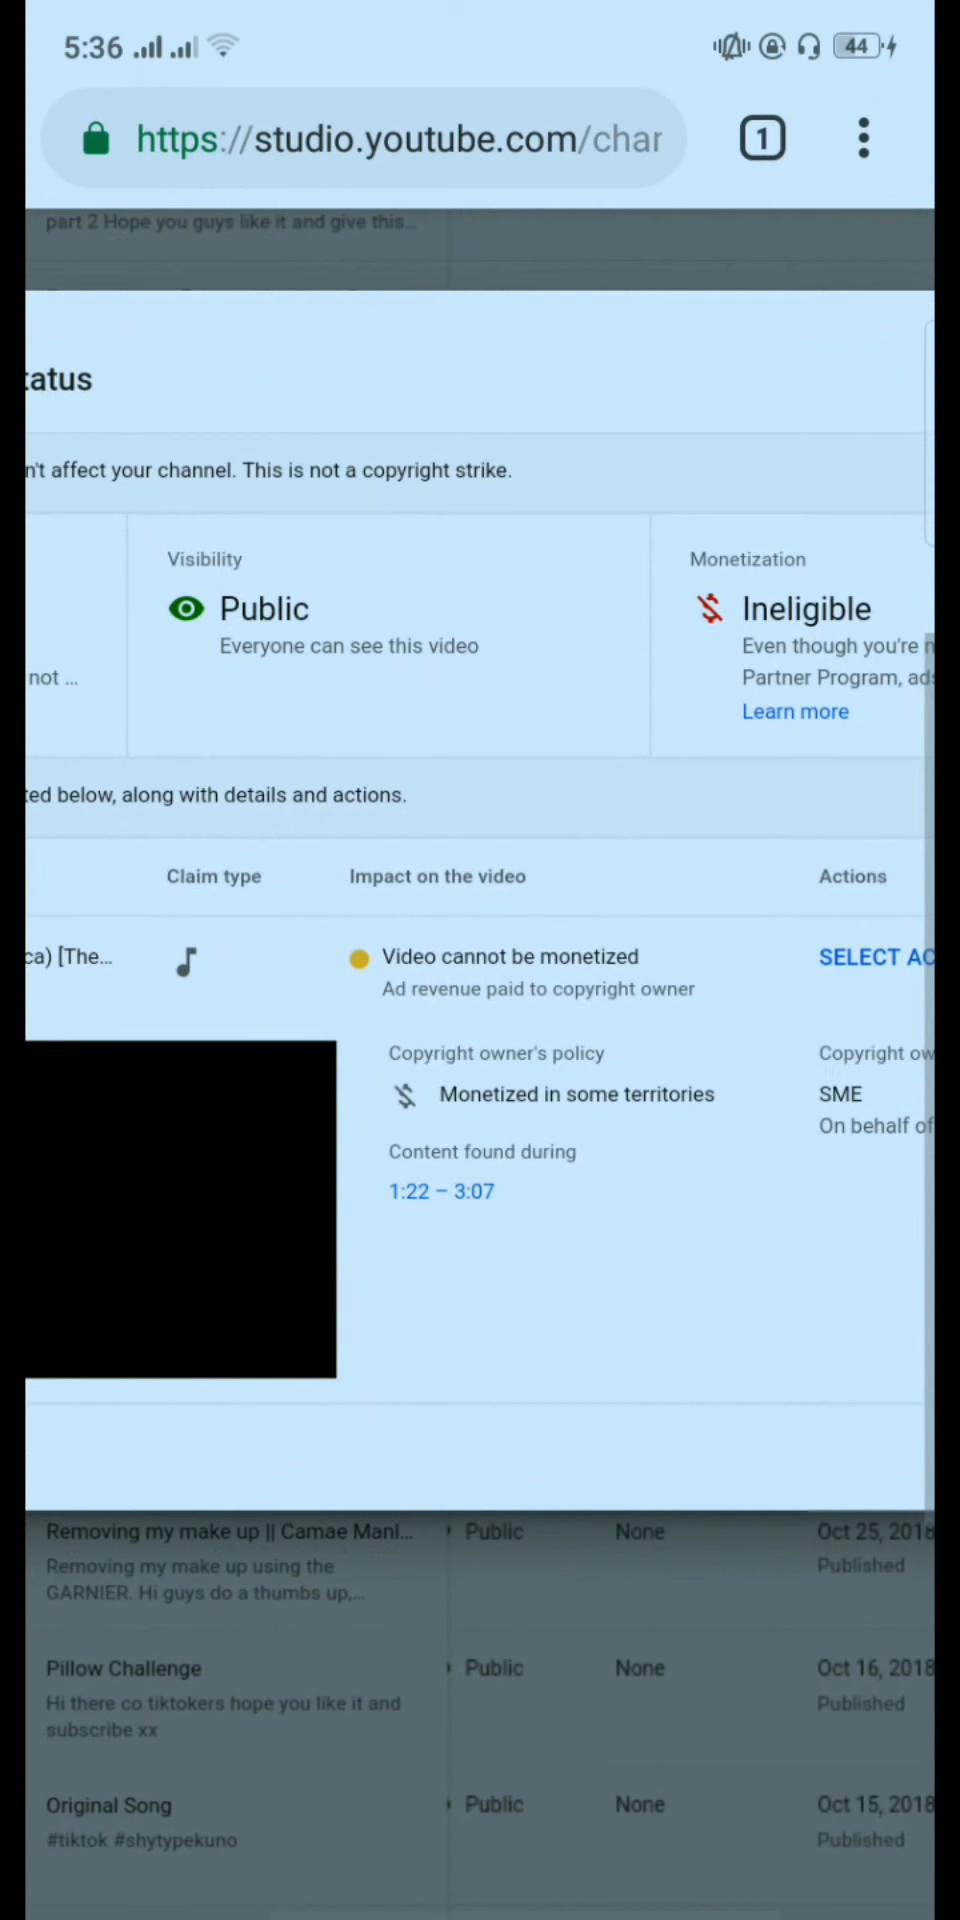 5:36
44
https://studio.youtube.com/char
1
part 2 Hope you guys like it and give this...
tatus
n't affect your channel. This is not a copyright strike.
Visibility
Monetization
Public
Ineligible
Everyone can see this video
Even though you're n
not ...
Partner Program, ads
Learn more
ted below, along with details and actions.
Claim type
Impact on the video
Actions
ca) [The...
Video cannot be monetized
SELECT AC
Ad revenue paid to copyright owner
Copyright owner's policy
Copyright ow
Monetized in some territories
SME
On behalf of
Content found during
1:22 – 3:07
Removing my make up || Camae Manl...
Public
None
Oct 25, 2018
Removing my make up using the
Published
GARNIER. Hi guys do a thumbs up,...
Pillow Challenge
Public
None
Oct 16, 2018
Hi there co tiktokers hope you like it and
Published
subscribe xx
Original Song
Public
None
Oct 15, 2018
#tiktok #shytypekuno
Published